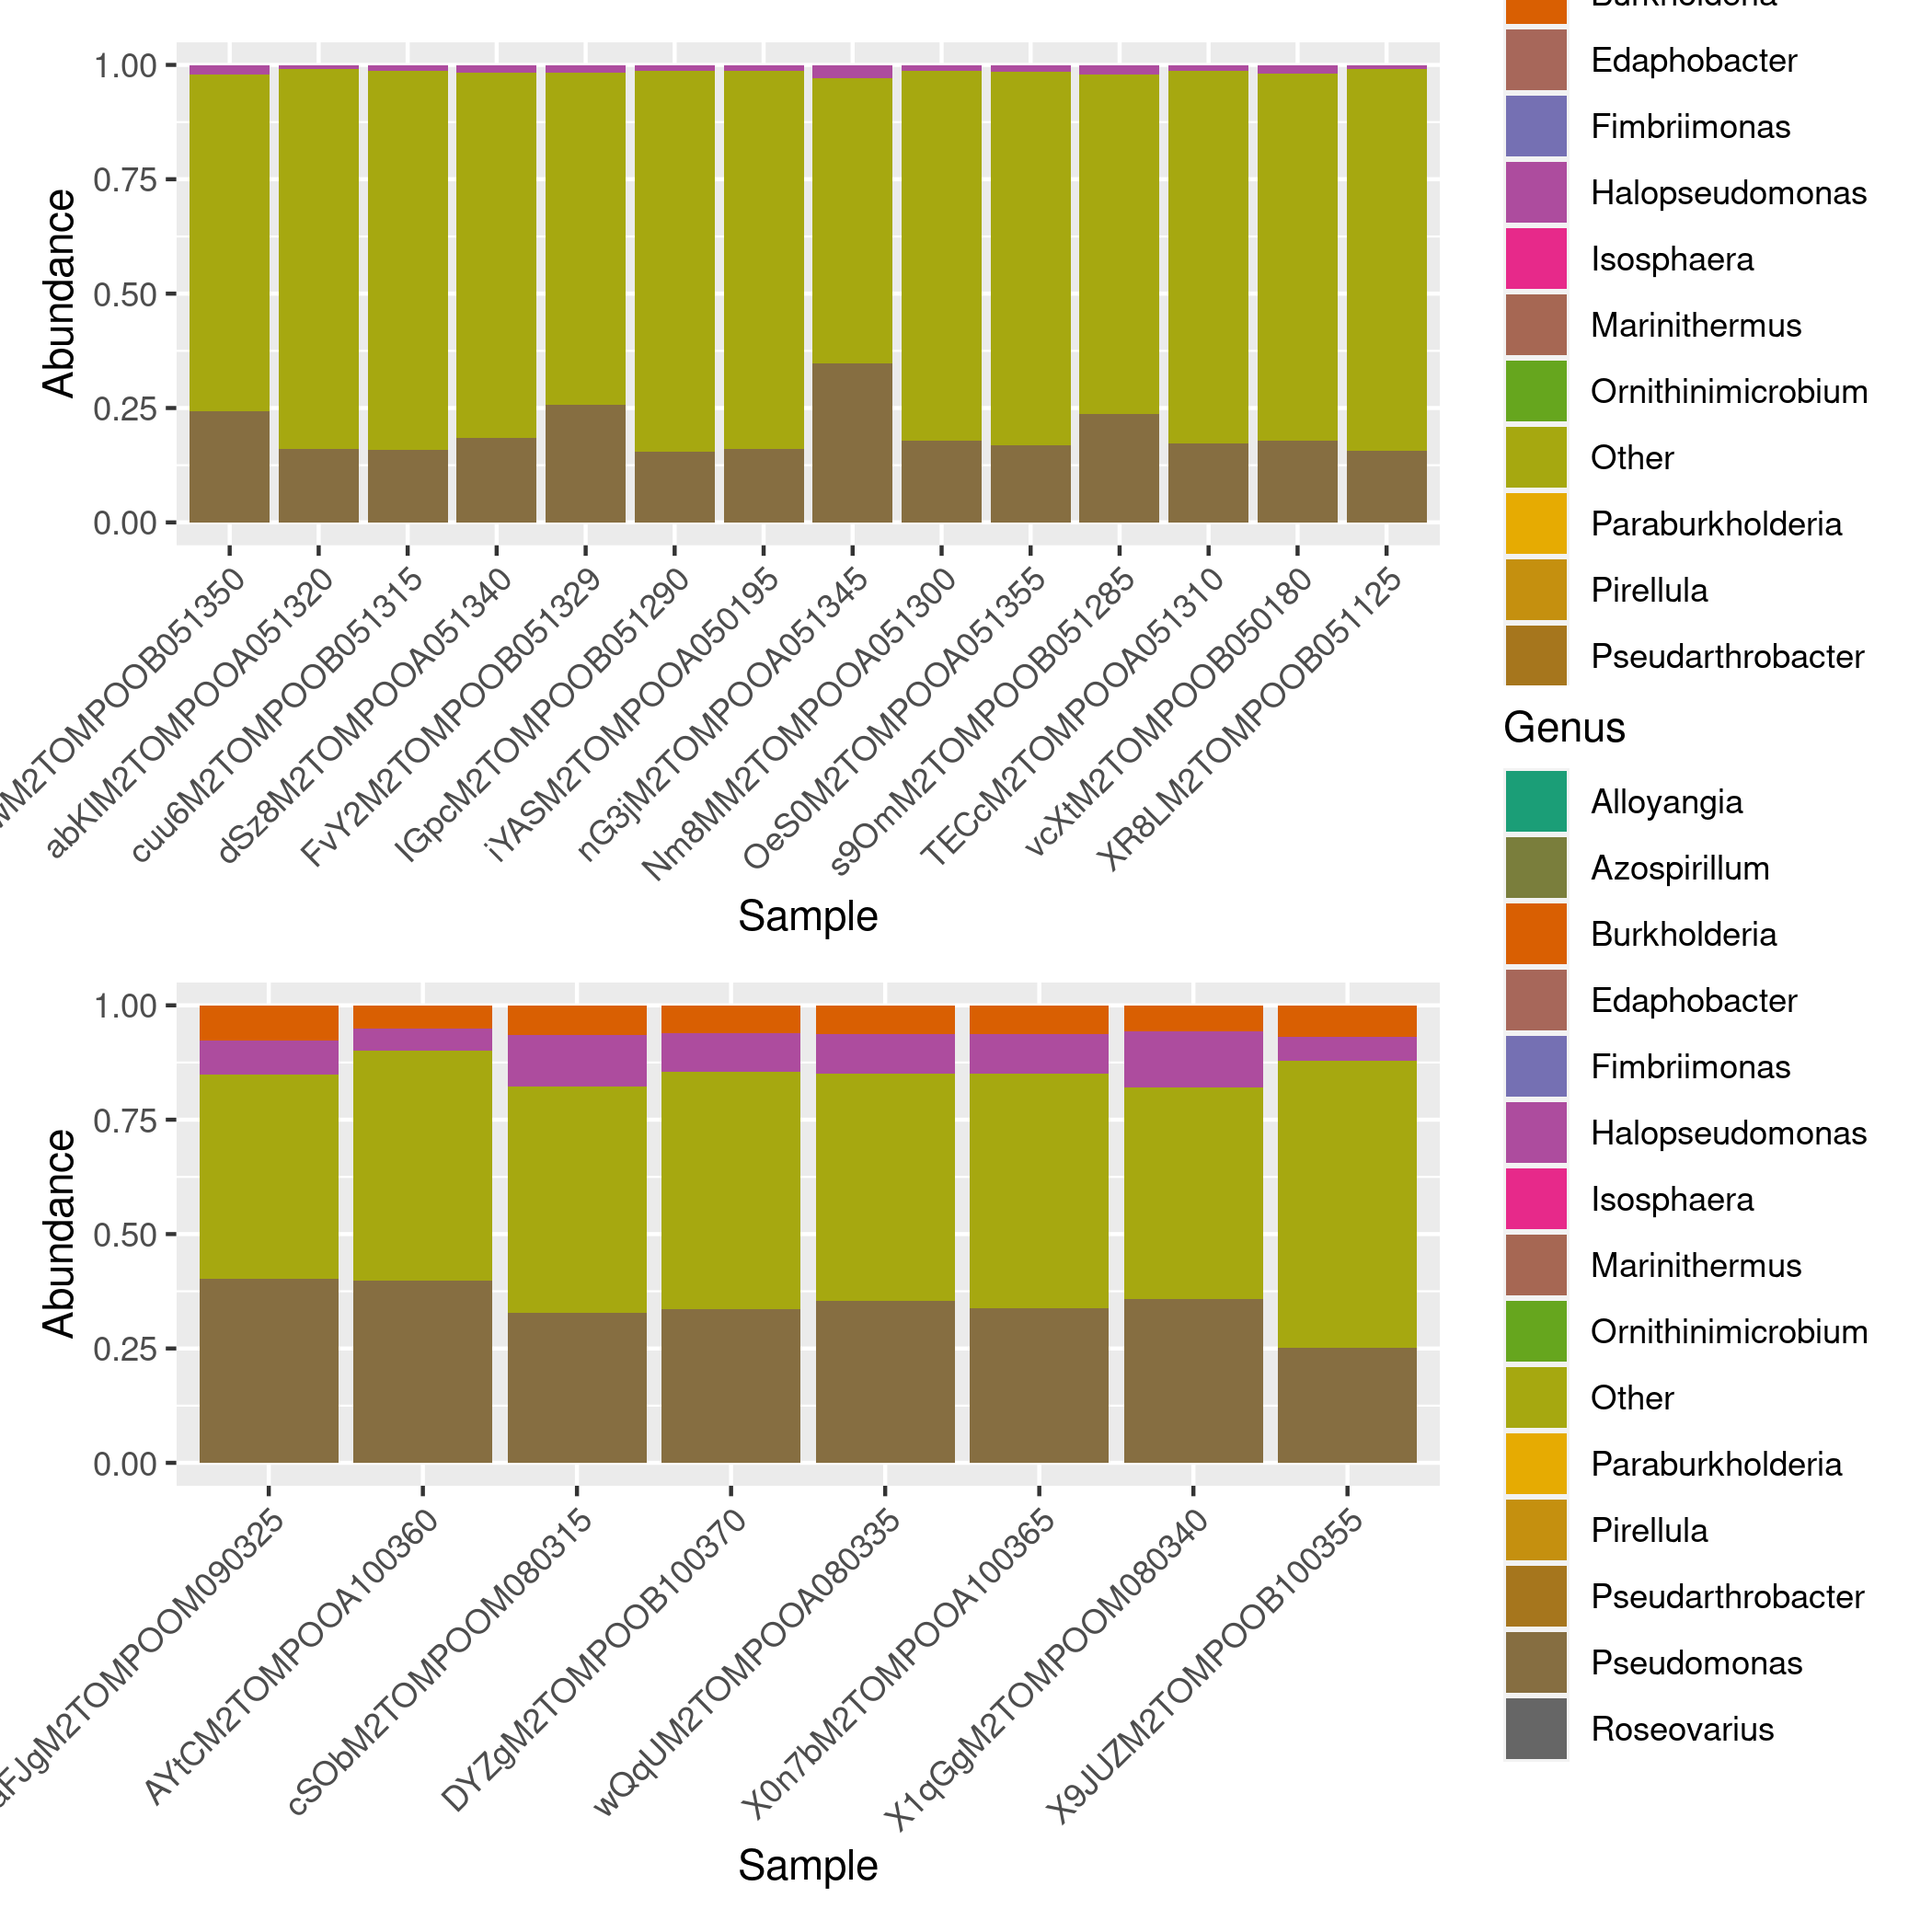 1.00
0.75
0.50
0.25
0.00
Abundance
M2TOMPOOB051350
abKIM2TOMPOOA051320
cuu6M2TOMPOOB051315
dSz8M2TOMPOOA051340
FvY2M2TOMPOOB051329
IGpcM2TOMPOOB051290
iYASM2TOMPOOA050195
nG3jM2TOMPOOA051345
Nm8MM2TOMPOOA051300
OeS0M2TOMPOOA051355
s9OmM2TOMPOOB051285
TECcM2TOMPOOA051310
vcXtM2TOMPOOB050180
XR8LM2TOMPOOB051125
Sample
Burkholderia
Edaphobacter
Fimbriimonas
Halopseudomonas
Isosphaera
Marinithermus
Ornithinimicrobium
Other
Paraburkholderia
Pirellula
Pseudarthrobacter
1.00
0.75
0.50
0.25
0.00
Abundance
FJgM2TOMPOOM090325
AYtCM2TOMPOOA100360
cSObM2TOMPOOM080315
DYZgM2TOMPOOB100370
wQqUM2TOMPOOA080335
X0n7bM2TOMPOOA100365
X1qGgM2TOMPOOM080340
X9JUZM2TOMPOOB100355
Sample
Genus
Alloyangia
Azospirillum
Burkholderia
Edaphobacter
Fimbriimonas
Halopseudomonas
Isosphaera
Marinithermus
Ornithinimicrobium
Other
Paraburkholderia
Pirellula
Pseudarthrobacter
Pseudomonas
Roseovarius